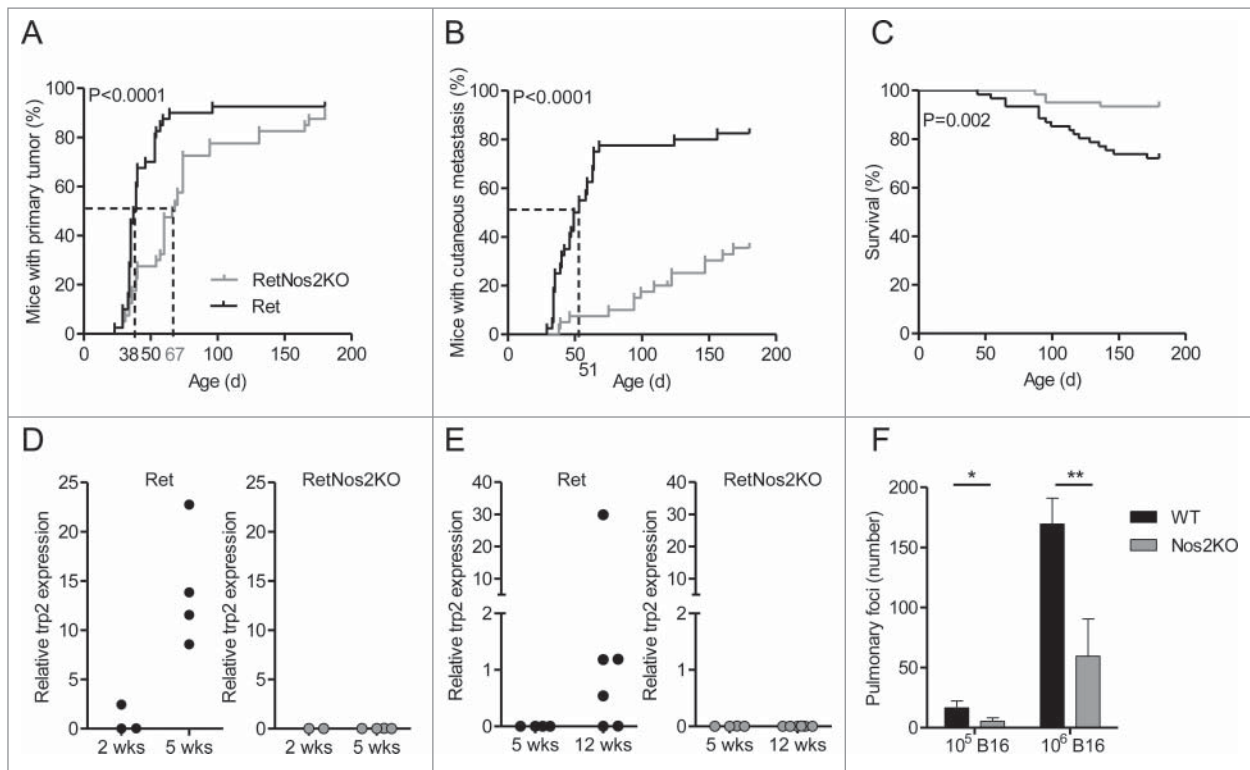 A
Mice with primary tumor (%)
100
80
60
40
20
0
P<0.0001
RetNos2KO
Ret
0 38 50 67 100 150 200
Age (d)
B
Mice with cutaneous metastasis (%)
100
80
60
40
20
0
P<0.0001
0 50 100 150 200
51
Age (d)
C
Survival (%)
100
80
60
40
20
0
P=0.002
0 50 100 150 200
Age (d)
D
Ret
Relative trp2 expression
25
20
15
10
5
0
2 wks 5 wks
RetNos2KO
Relative trp2 expression
25
20
15
10
5
0
2 wks 5 wks
E
Ret
Relative trp2 expression
40
30
20
10
2
1
0
5 wks 12 wks
RetNos2KO
Relative trp2 expression
40
30
20
10
2
1
0
5 wks 12 wks
F
Pulmonary foci (number)
200
150
100
50
0
* **
WT
Nos2KO
10⁵ B16 10⁶ B16